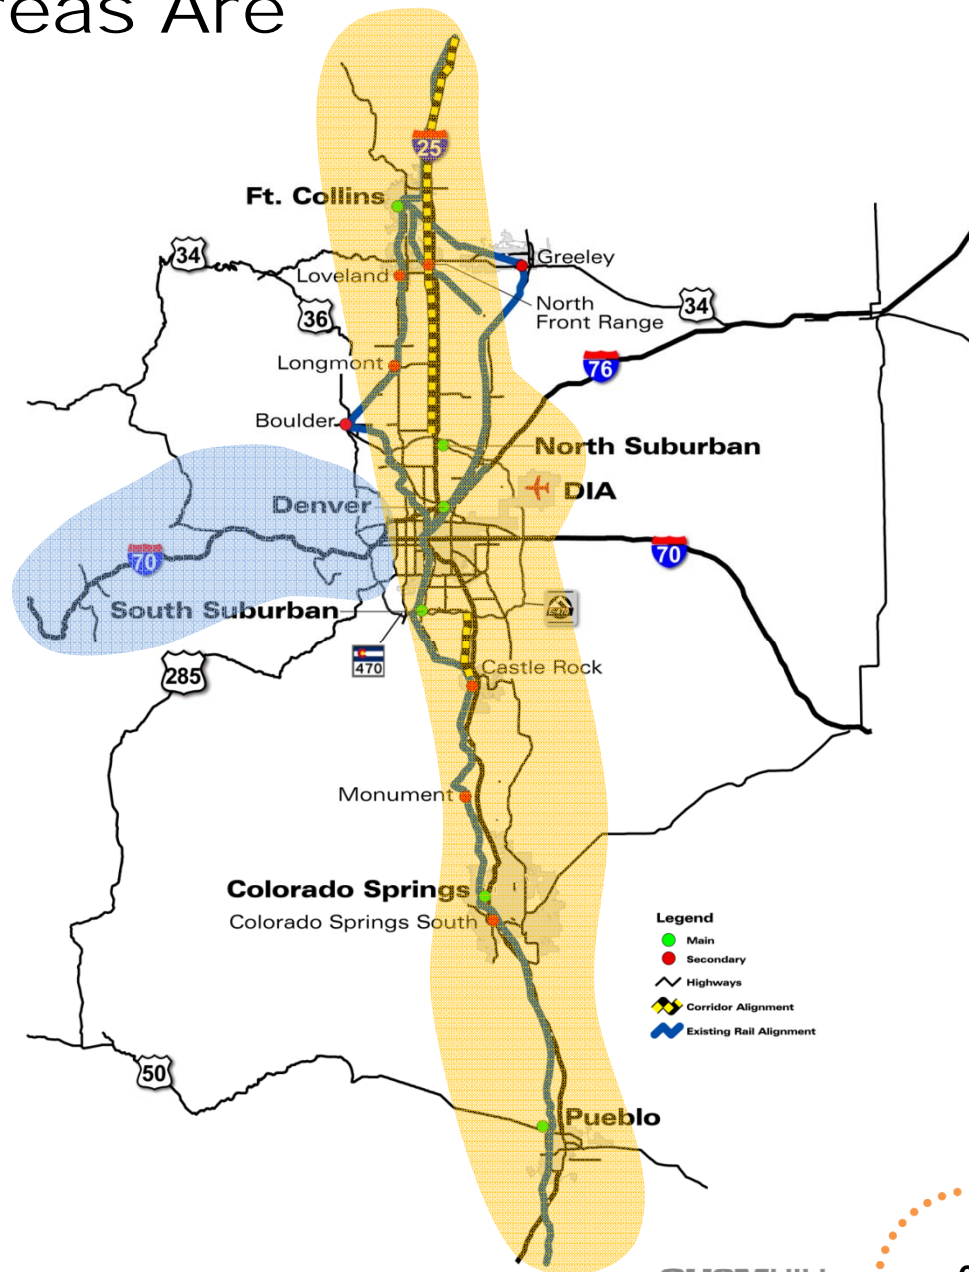 reas Are
25
Ft. Collins
34
Greeley
Loveland
North
Front Range
34
36
Longmont
76
Boulder
North Suburban
DIA
Denver
70
70
South Suburban
470
Castle Rock
285
Monument
Colorado Springs
Colorado Springs South
Legend
Main
Secondary
Highways
Corridor Alignment
Existing Rail Alignment
50
Pueblo